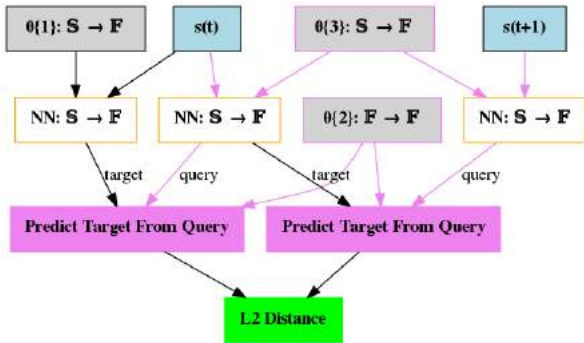 θ{1}: 𝕊 → 𝔽
s(t)
θ{3}: 𝕊 → 𝔽
s(t+1)
NN: 𝕊 → 𝔽
NN: 𝕊 → 𝔽
θ{2}: 𝔽 → 𝔽
NN: 𝕊 → 𝔽
target
query
target
query
Predict Target From Query
Predict Target From Query
L2 Distance